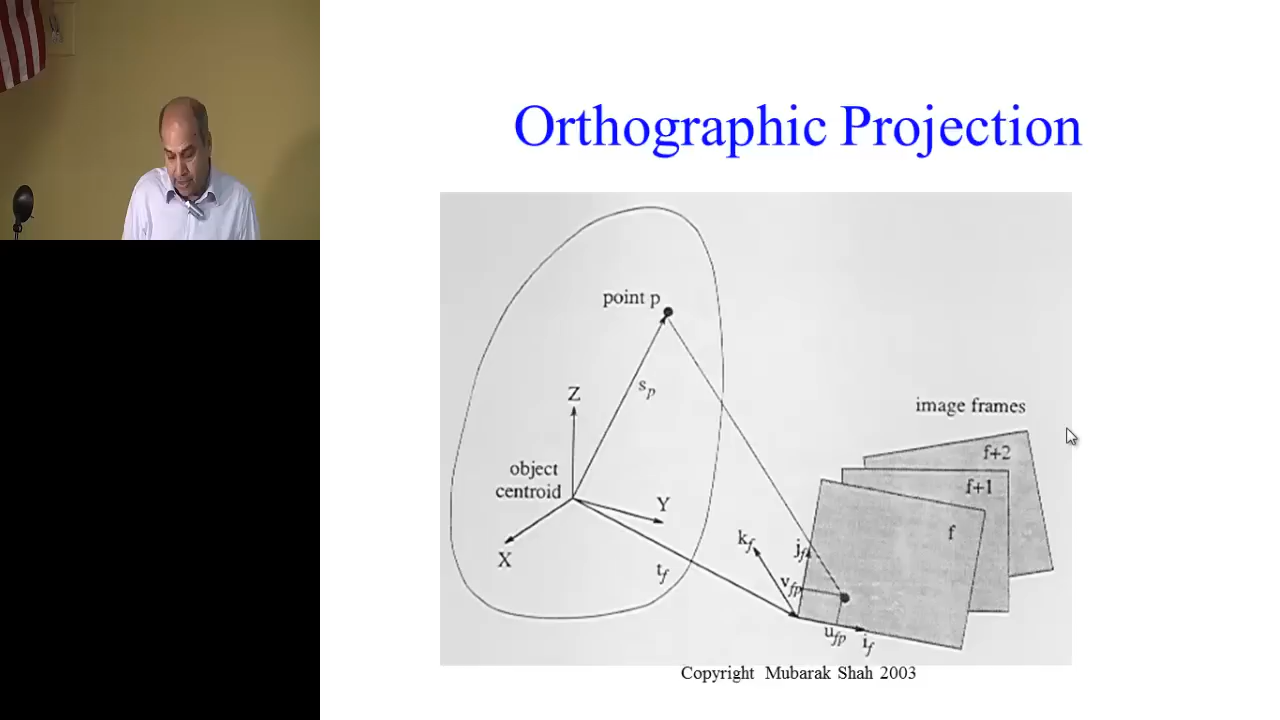 Orthographic Projection
point p
s_p
Z
object
centroid
Y
X
t_f
image frames
f+2
f+1
f
k_f
j_f
v_fp
u_fp
i_f
Copyright Mubarak Shah 2003